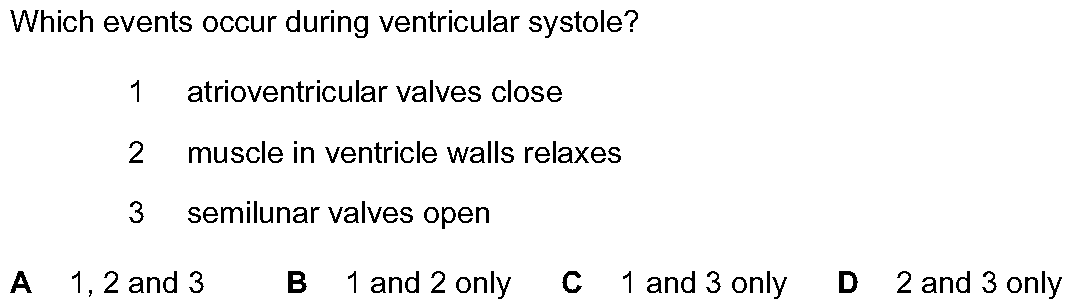 Which events occur during ventricular systole?
1 atrioventricular valves close
2 muscle in ventricle walls relaxes
3 semilunar valves open
A 1, 2 and 3 B 1 and 2 only C 1 and 3 only D 2 and 3 only